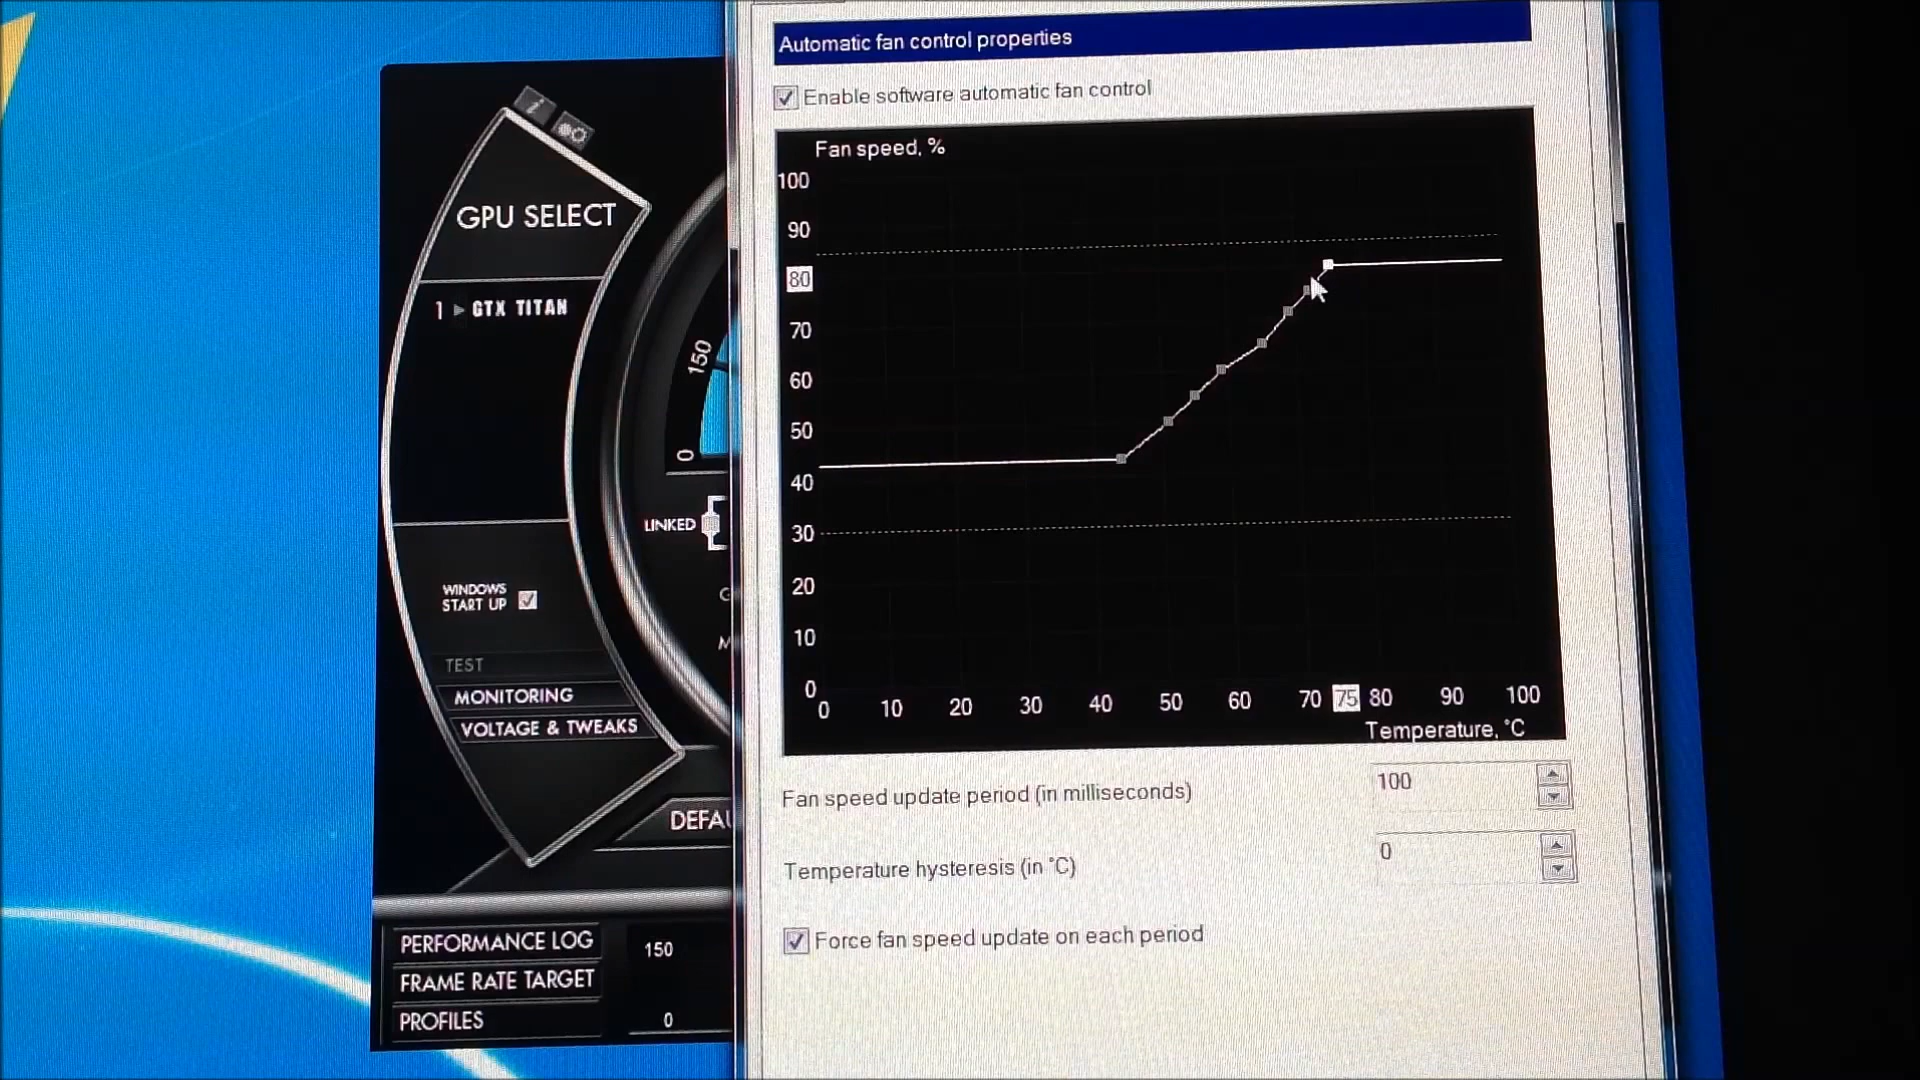 Automatic fan control properties
Enable software automatic fan control
Fan speed, %
100
90
80
70
60
50
40
30
20
10
0
0 10 20 30 40 50 60 70 75 80 90 100
Temperature, °C
Fan speed update period (in milliseconds) 100
Temperature hysteresis (in °C) 0
Force fan speed update on each period
i
GPU SELECT
1 GTX TITAN
150
0
LINKED
WINDOWS
START UP
TEST
MONITORING
VOLTAGE & TWEAKS
DEFAU
PERFORMANCE LOG
FRAME RATE TARGET
PROFILES
150
0